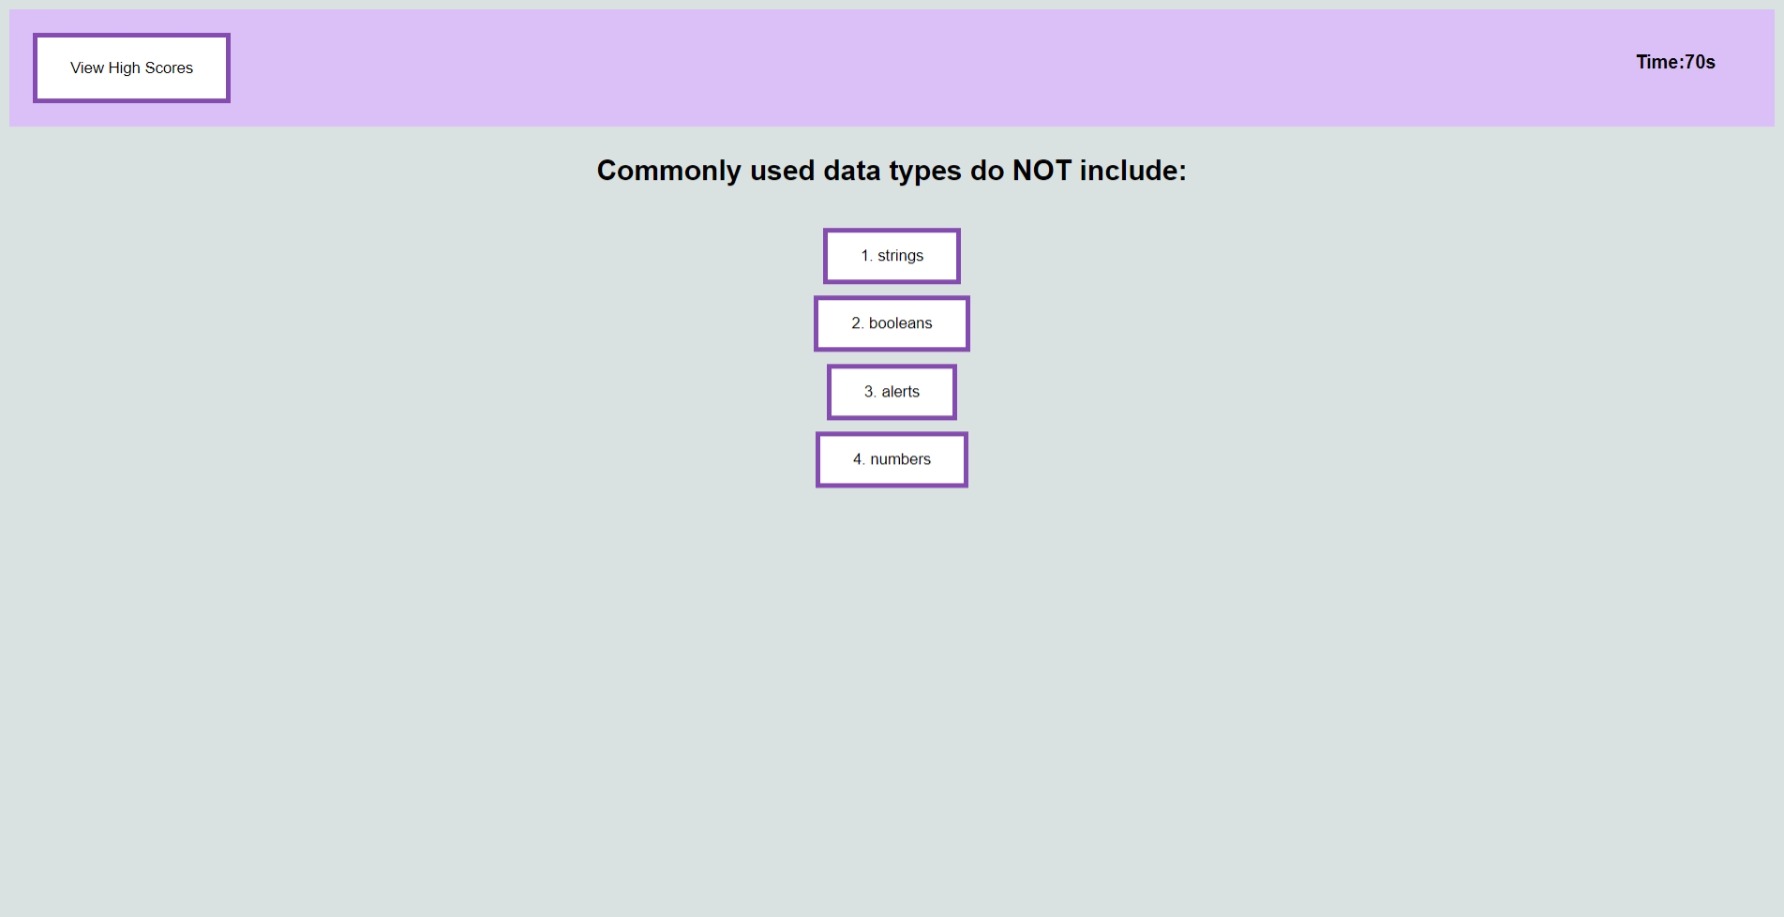 View High Scores
Time:70s
Commonly used data types do NOT include:
1. strings
2. booleans
3. alerts
4. numbers